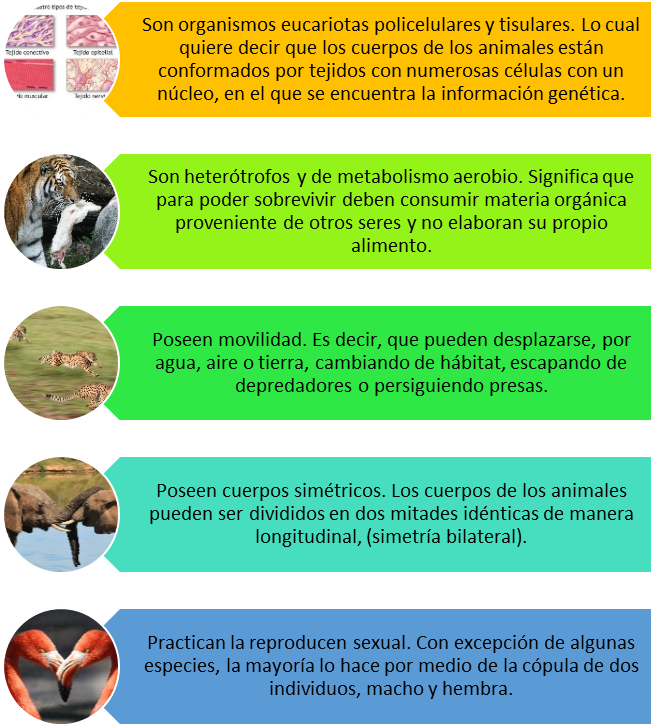 atro tipos de tej
Tejido conectivo Tejido epitelial
do muscular Tejido nervi
Son organismos eucariotas policelulares y tisulares. Lo cual
quiere decir que los cuerpos de los animales están
conformados por tejidos con numerosas células con un
núcleo, en el que se encuentra la información genética.
Son heterótrofos y de metabolismo aerobio. Significa que
para poder sobrevivir deben consumir materia orgánica
proveniente de otros seres y no elaboran su propio
alimento.
Poseen movilidad. Es decir, que pueden desplazarse, por
agua, aire o tierra, cambiando de hábitat, escapando de
depredadores o persiguiendo presas.
Poseen cuerpos simétricos. Los cuerpos de los animales
pueden ser divididos en dos mitades idénticas de manera
longitudinal, (simetría bilateral).
Practican la reproducen sexual. Con excepción de algunas
especies, la mayoría lo hace por medio de la cópula de dos
individuos, macho y hembra.